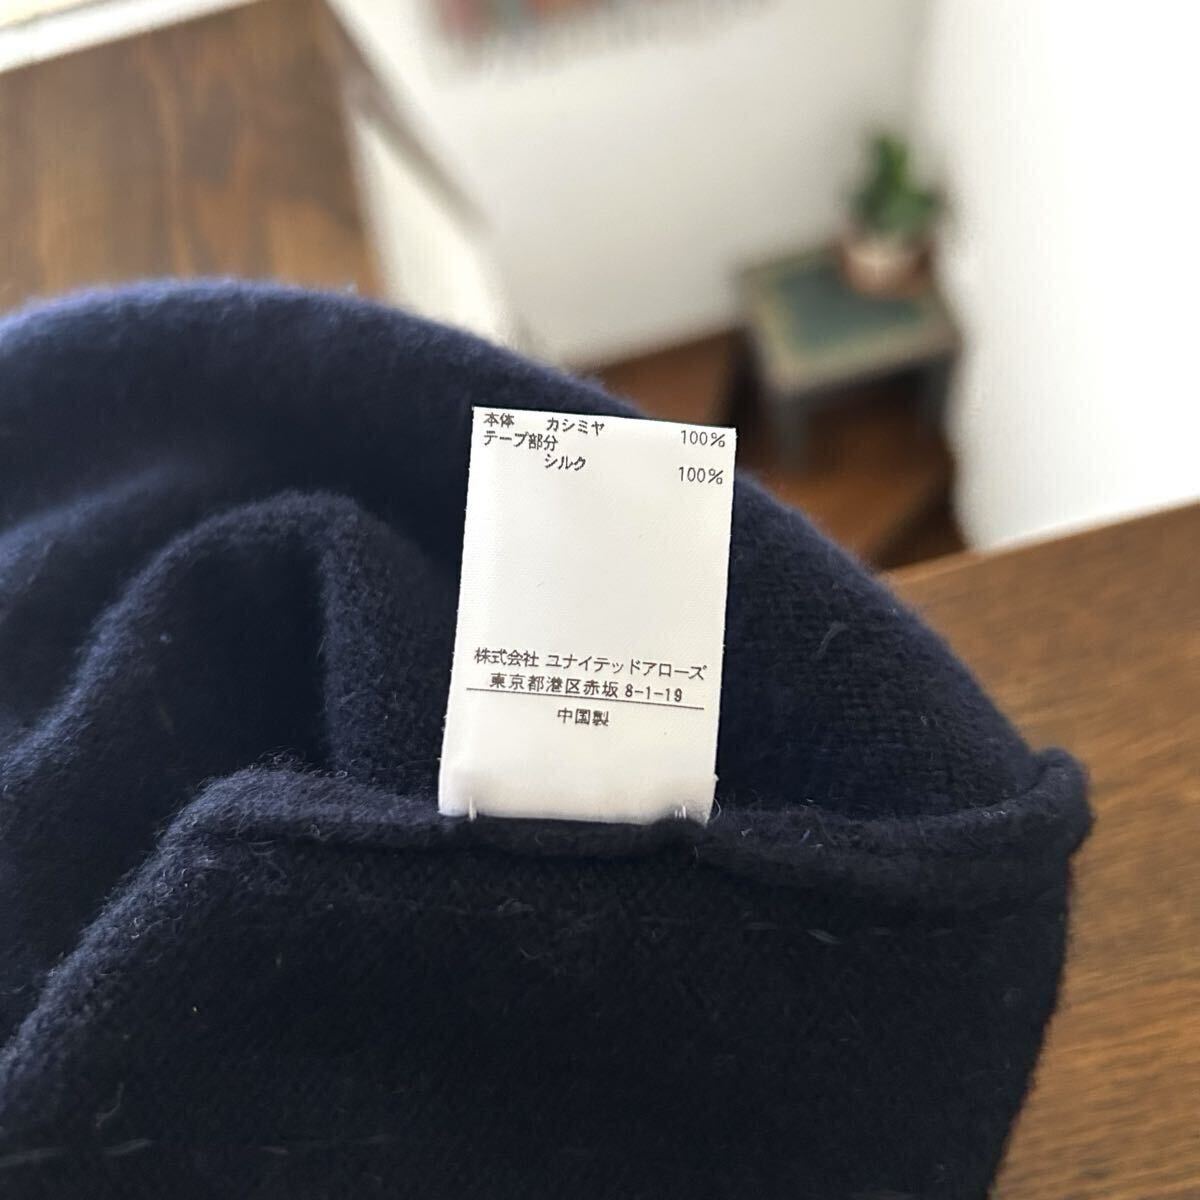 本体 カシミヤ 100%
テープ部分
シルク 100%
株式会社 ユナイテッドアローズ
東京都港区赤坂 8-1-19
中国製